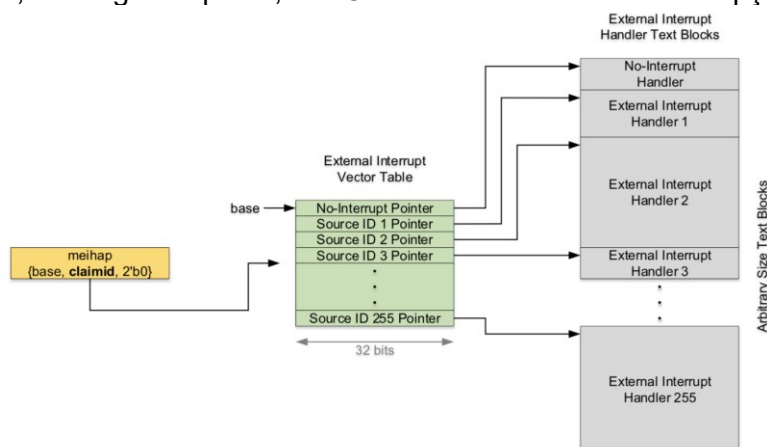 External Interrupt
Handler Text Blocks
No-Interrupt
Handler
External Interrupt
Handler 1
External Interrupt
Vector Table
External Interrupt
Handler 2
base
No-Interrupt Pointer
Source ID 1 Pointer
Source ID 2 Pointer
Source ID 3 Pointer
meihap
{base, claimid, 2'b0}
External Interrupt
Handler 3
Source ID 255 Pointer
32 bits
External Interrupt
Handler 255
Arbitrary Size Text Blocks